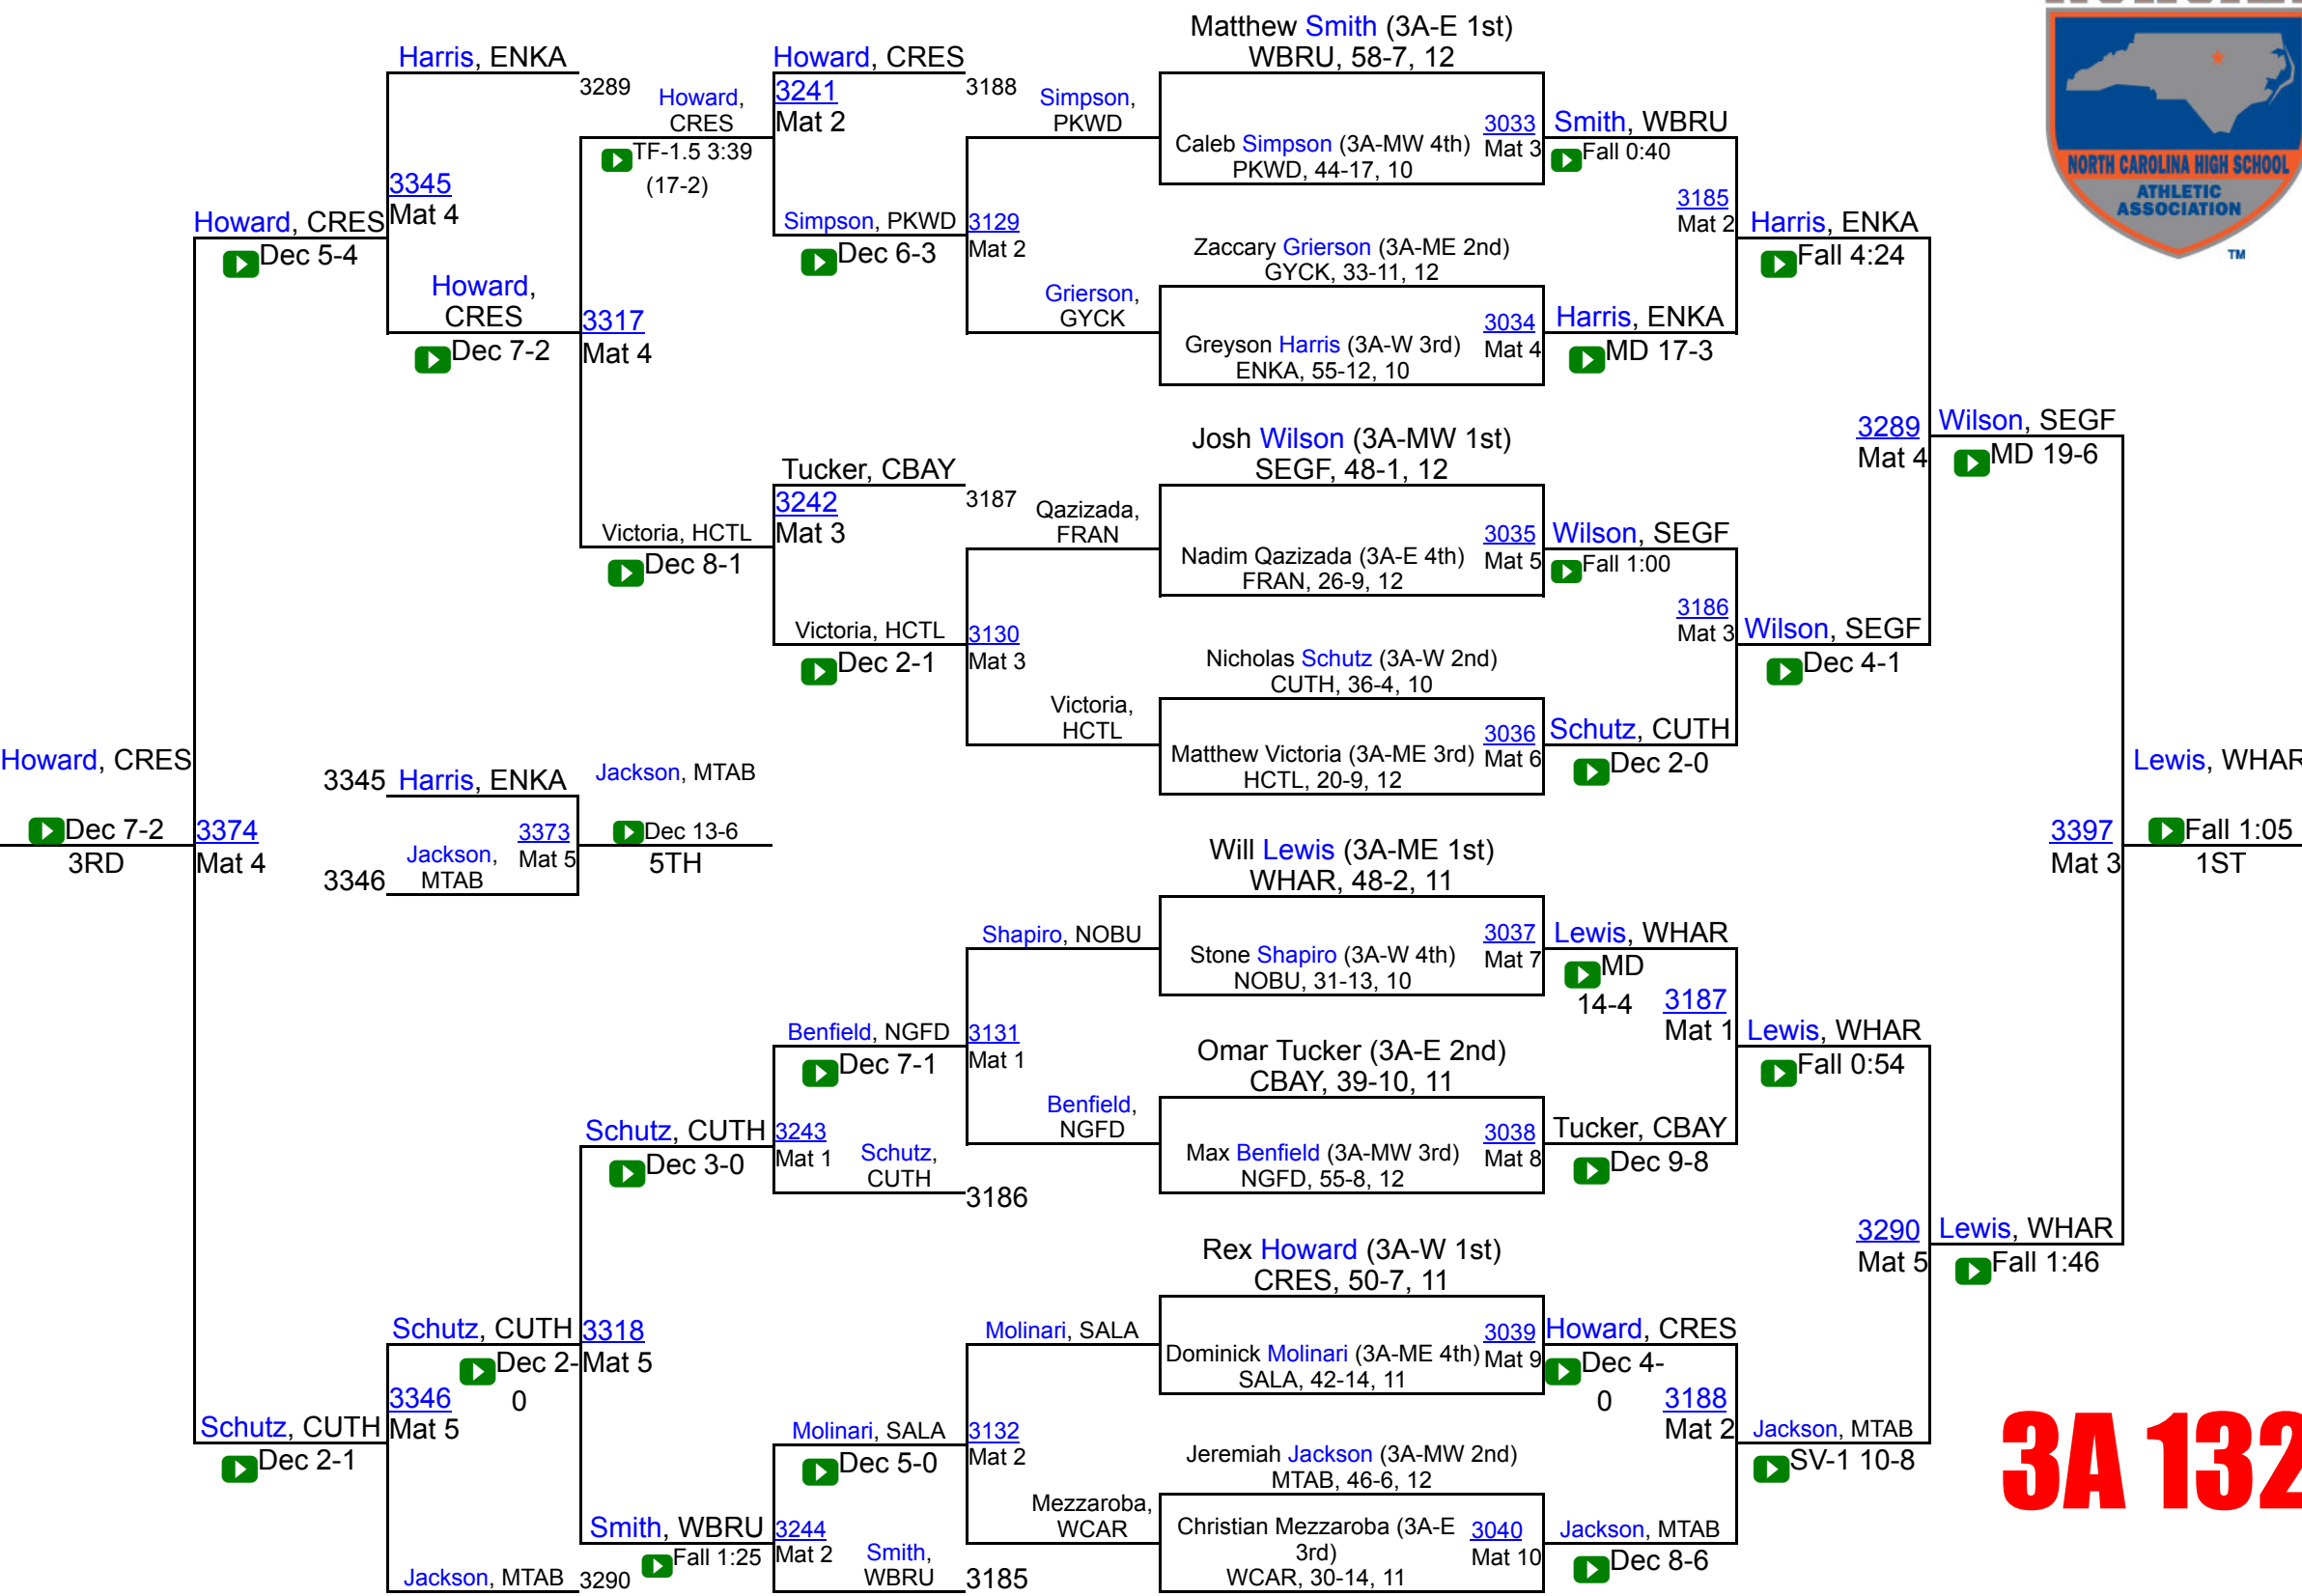 Matthew Smith (3A-E 1st)
WBRU, 58-7, 12
Harris, ENKA
3289
Howard, CRES
3188
Howard,
CRES
3241
Mat 2
Simpson,
PKWD
TF-1.5 3:39
(17-2)
Caleb Simpson (3A-MW 4th)
PKWD, 44-17, 10
3033
Mat 3
Smith, WBRU
Fall 0:40
NORTH CAROLINA HIGH SCHOOL
ATHLETIC
ASSOCIATION
TM
3345
Mat 4
Howard, CRES
Dec 5-4
Simpson, PKWD
Dec 6-3
3129
Mat 2
3185
Mat 2
Harris, ENKA
Fall 4:24
Zaccary Grierson (3A-ME 2nd)
GYCK, 33-11, 12
Howard,
CRES
Dec 7-2
3317
Mat 4
Grierson,
GYCK
Greyson Harris (3A-W 3rd)
ENKA, 55-12, 10
3034
Mat 4
Harris, ENKA
MD 17-3
Josh Wilson (3A-MW 1st)
SEGF, 48-1, 12
3289
Mat 4
Wilson, SEGF
MD 19-6
Tucker, CBAY
3187
3242
Mat 3
Qazizada,
FRAN
Victoria, HCTL
Dec 8-1
Nadim Qazizada (3A-E 4th)
FRAN, 26-9, 12
3035
Mat 5
Wilson, SEGF
Fall 1:00
Victoria, HCTL
Dec 2-1
3130
Mat 3
3186
Mat 3
Wilson, SEGF
Dec 4-1
Nicholas Schutz (3A-W 2nd)
CUTH, 36-4, 10
Victoria,
HCTL
Matthew Victoria (3A-ME 3rd)
HCTL, 20-9, 12
3036
Mat 6
Schutz, CUTH
Dec 2-0
Howard, CRES
Dec 7-2
3RD
3374
Mat 4
3345
Harris, ENKA
Jackson, MTAB
3346
Jackson,
MTAB
3373
Mat 5
Dec 13-6
5TH
Lewis, WHAR
3397
Mat 3
Fall 1:05
1ST
Will Lewis (3A-ME 1st)
WHAR, 48-2, 11
Shapiro, NOBU
Stone Shapiro (3A-W 4th)
NOBU, 31-13, 10
3037
Mat 7
Lewis, WHAR
MD
14-4
3187
Mat 1
Lewis, WHAR
Fall 0:54
Benfield, NGFD
Dec 7-1
3131
Mat 1
Omar Tucker (3A-E 2nd)
CBAY, 39-10, 11
Benfield,
NGFD
Schutz, CUTH
Dec 3-0
3243
Mat 1
Schutz,
CUTH
3186
Max Benfield (3A-MW 3rd)
NGFD, 55-8, 12
3038
Mat 8
Tucker, CBAY
Dec 9-8
3290
Mat 5
Lewis, WHAR
Fall 1:46
Rex Howard (3A-W 1st)
CRES, 50-7, 11
Schutz, CUTH
Dec 2-
0
3318
Mat 5
Molinari, SALA
Dominick Molinari (3A-ME 4th)
SALA, 42-14, 11
3039
Mat 9
Howard, CRES
Dec 4-
0
3346
Mat 5
Schutz, CUTH
Dec 2-1
Molinari, SALA
Dec 5-0
3132
Mat 2
3188
Mat 2
Jackson, MTAB
SV-1 10-8
3A 132
Jeremiah Jackson (3A-MW 2nd)
MTAB, 46-6, 12
Mezzaroba,
WCAR
Smith, WBRU
Fall 1:25
3244
Mat 2
Smith,
WBRU
3185
Christian Mezzaroba (3A-E
3rd)
WCAR, 30-14, 11
3040
Mat 10
Jackson, MTAB
Dec 8-6
Jackson, MTAB
3290